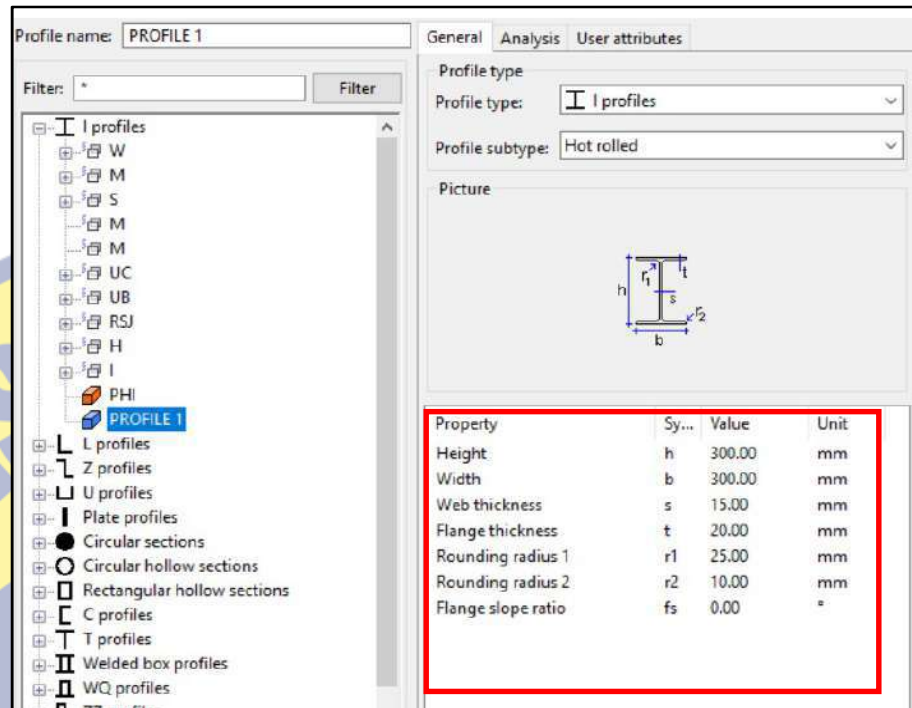 Profile name: PROFILE 1
Filter: * Filter
I profiles
W
M
S
M
M
UC
UB
RSJ
H
I
PHI
PROFILE 1
L profiles
Z profiles
U profiles
Plate profiles
Circular sections
Circular hollow sections
Rectangular hollow sections
C profiles
T profiles
Welded box profiles
WQ profiles
General Analysis User attributes
Profile type
Profile type: I profiles
Profile subtype: Hot rolled
Picture
r1 t
h s
r2
b
Property Sy... Value Unit
Height h 300.00 mm
Width b 300.00 mm
Web thickness s 15.00 mm
Flange thickness t 20.00 mm
Rounding radius 1 r1 25.00 mm
Rounding radius 2 r2 10.00 mm
Flange slope ratio fs 0.00 °